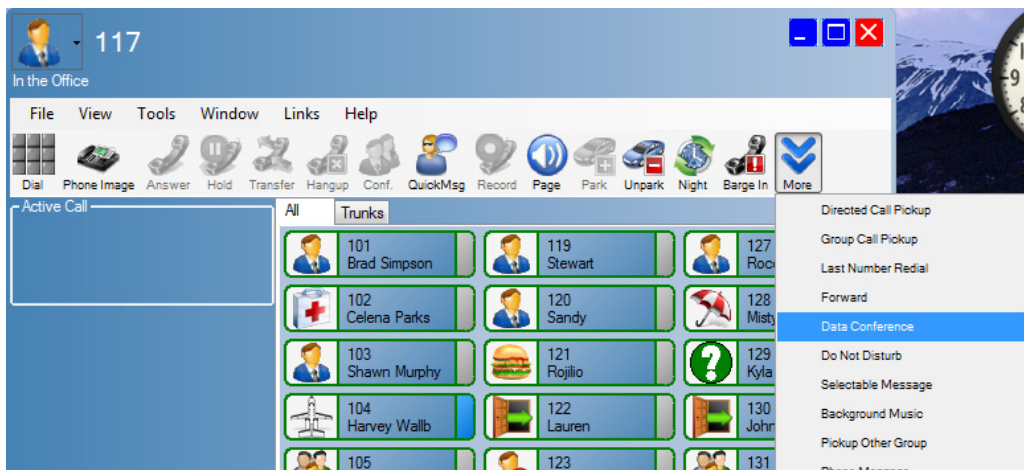 117
In the Office
File View Tools Window Links Help
Dial Phone Image Answer Hold Transfer Hangup Conf. QuickMsg Record Page Park Unpark Night Barge In More
Active Call
All Trunks
101
Brad Simpson
119
Stewart
127
102
Celena Parks
120
Sandy
128
Misty
103
Shawn Murphy
121
Rojilio
129
Kyla
104
Harvey Wallb
122
Lauren
130
John
105
123
131
Directed Call Pickup
Group Call Pickup
Last Number Redial
Forward
Data Conference
Do Not Disturb
Selectable Message
Background Music
Pickup Other Group
9